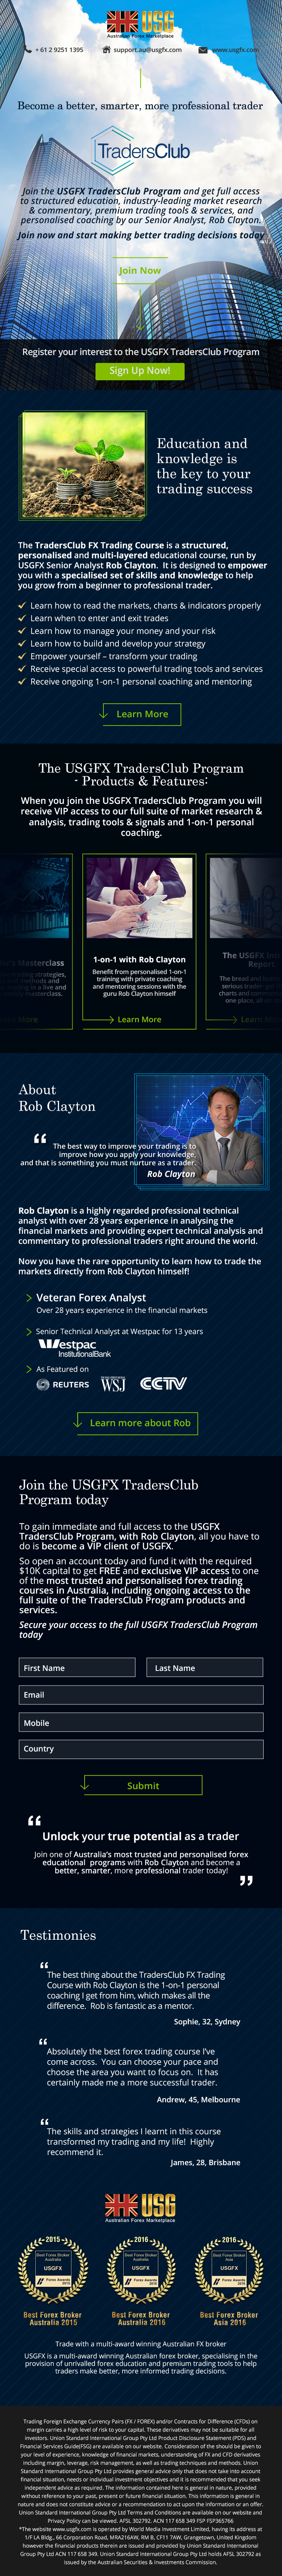 USG
Australian Forex Marketplace
+ 61 2 9251 1395
support.au@usgfx.com
www.usgfx.com
Become a better, smarter, more professional trader
TradersClub
Join the USGFX TradersClub Program and get full access
to structured education, industry-leading market research
& commentary, premium trading tools & services, and
personalised coaching by our Senior Analyst, Rob Clayton.
Join now and start making better trading decisions today
Join Now
Register your interest to the USGFX TradersClub Program
Sign Up Now!
Education and
knowledge is
the key to your
trading success
The TradersClub FX Trading Course is a structured,
personalised and multi-layered educational course, run by
USGFX Senior Analyst Rob Clayton. It is designed to empower
you with a specialised set of skills and knowledge to help
you grow from a beginner to professional trader.
Learn how to read the markets, charts & indicators properly
Learn when to enter and exit trades
Learn how to manage your money and your risk
Learn how to build and develop your strategy
Empower yourself – transform your trading
Receive special access to powerful trading tools and services
Receive ongoing 1-on-1 personal coaching and mentoring
Learn More
The USGFX TradersClub Program
- Products & Features:
When you join the USGFX TradersClub Program you will
receive VIP access to our full suite of market research &
analysis, trading tools & signals and 1-on-1 personal
coaching.
Masterclass
strategies,
and methods and
in a live and
masterclass.
More
1-on-1 with Rob Clayton
Benefit from personalised 1-on-1
training with private coaching
and mentoring sessions with the
guru Rob Clayton himself
Learn More
The USGFX
Report
The bread and
serious
charts and
one place, all
Learn
About
Rob Clayton
“ The best way to improve your trading is to
improve how you apply your knowledge,
and that is something you must nurture as a trader.
Rob Clayton
Rob Clayton is a highly regarded professional technical
analyst with over 28 years experience in analysing the
financial markets and providing expert technical analysis and
commentary to professional traders right around the world.
Now you have the rare opportunity to learn how to trade the
markets directly from Rob Clayton himself!
Veteran Forex Analyst
Over 28 years experience in the financial markets
Senior Technical Analyst at Westpac for 13 years
Westpac
InstitutionalBank
As Featured on
REUTERS
WSJ
CCTV
Learn more about Rob
Join the USGFX TradersClub
Program today
To gain immediate and full access to the USGFX
TradersClub Program, with Rob Clayton, all you have to
do is become a VIP client of USGFX.
So open an account today and fund it with the required
$10K capital to get FREE and exclusive VIP access to one
of the most trusted and personalised forex trading
courses in Australia, including ongoing access to the
full suite of the TradersClub Program products and
services.
Secure your access to the full USGFX TradersClub Program
today
First Name
Last Name
Email
Mobile
Country
Submit
“
Unlock your true potential as a trader
Join one of Australia's most trusted and personalised forex
educational programs with Rob Clayton and become a
better, smarter, more professional trader today!
”
Testimonies
“
The best thing about the TradersClub FX Trading
Course with Rob Clayton is the 1-on-1 personal
coaching I get from him, which makes all the
difference. Rob is fantastic as a mentor.
Sophie, 32, Sydney
“
Absolutely the best forex trading course I've
come across. You can choose your pace and
choose the area you want to focus on. It has
certainly made me a more successful trader.
Andrew, 45, Melbourne
“
The skills and strategies I learnt in this course
transformed my trading and my life! Highly
recommend it.
James, 28, Brisbane
USG
Australian Forex Marketplace
2015
Best Forex Broker
Australia
USGFX
Forex Awards
2015
Best Forex Broker
Australia 2015
2016
Best Forex Broker
Australia
USGFX
Forex Awards
Best Forex Broker
Australia 2016
2016
Best Forex Broker
Asia
USGFX
Forex Awards
Best Forex Broker
Asia 2016
Trade with a multi-award winning Australian FX broker
USGFX is a multi-award winning Australian forex broker, specialising in the
provision of unrivalled forex education and premium trading tools to help
traders make better, more informed trading decisions.
Trading Foreign Exchange Currency Pairs (FX / FOREX) and/or Contracts for Difference (CFDs) on
margin carries a high level of risk to your capital. These derivatives may not be suitable for all
investors. Union Standard International Group Pty Ltd Product Disclosure Statement (PDS) and
Financial Services Guide(FSG) are available on our website. Consideration of the should be given to
your level of experience, knowledge of financial markets, understanding of FX and CFD derivatives
including margin, leverage, risk management, as well as trading techniques and methods. Union
Standard International Group Pty Ltd provides general advice only that does not take into account
financial situation, needs or individual investment objectives and it is recommended that you seek
independent advice as required. The information contained here is general in nature, was developed
without reference to your past, present or future financial situation. This information is general in
nature and does not constitute advice or a recommendation to act upon the information or an offer.
Union Standard International Group Pty Ltd Terms and Conditions are available on our website and
Privacy Policy can be viewed. AFSL 302792, ACN 117 658 349 FSP FSP365766
*The website www.usgfx.com is operated by World Media Investment Limited, having its address at
1/F LA Bldg., 66 Corporation Road, MRA216AW, RM B, CF11 7AW, Grangetown, United Kingdom
however the financial products therein are issued and provided by Union Standard International
Group Pty Ltd ACN 117 658 349. Union Standard International Group Pty Ltd holds AFSL 302792 as
issued by the Australian Securities & Investments Commission.